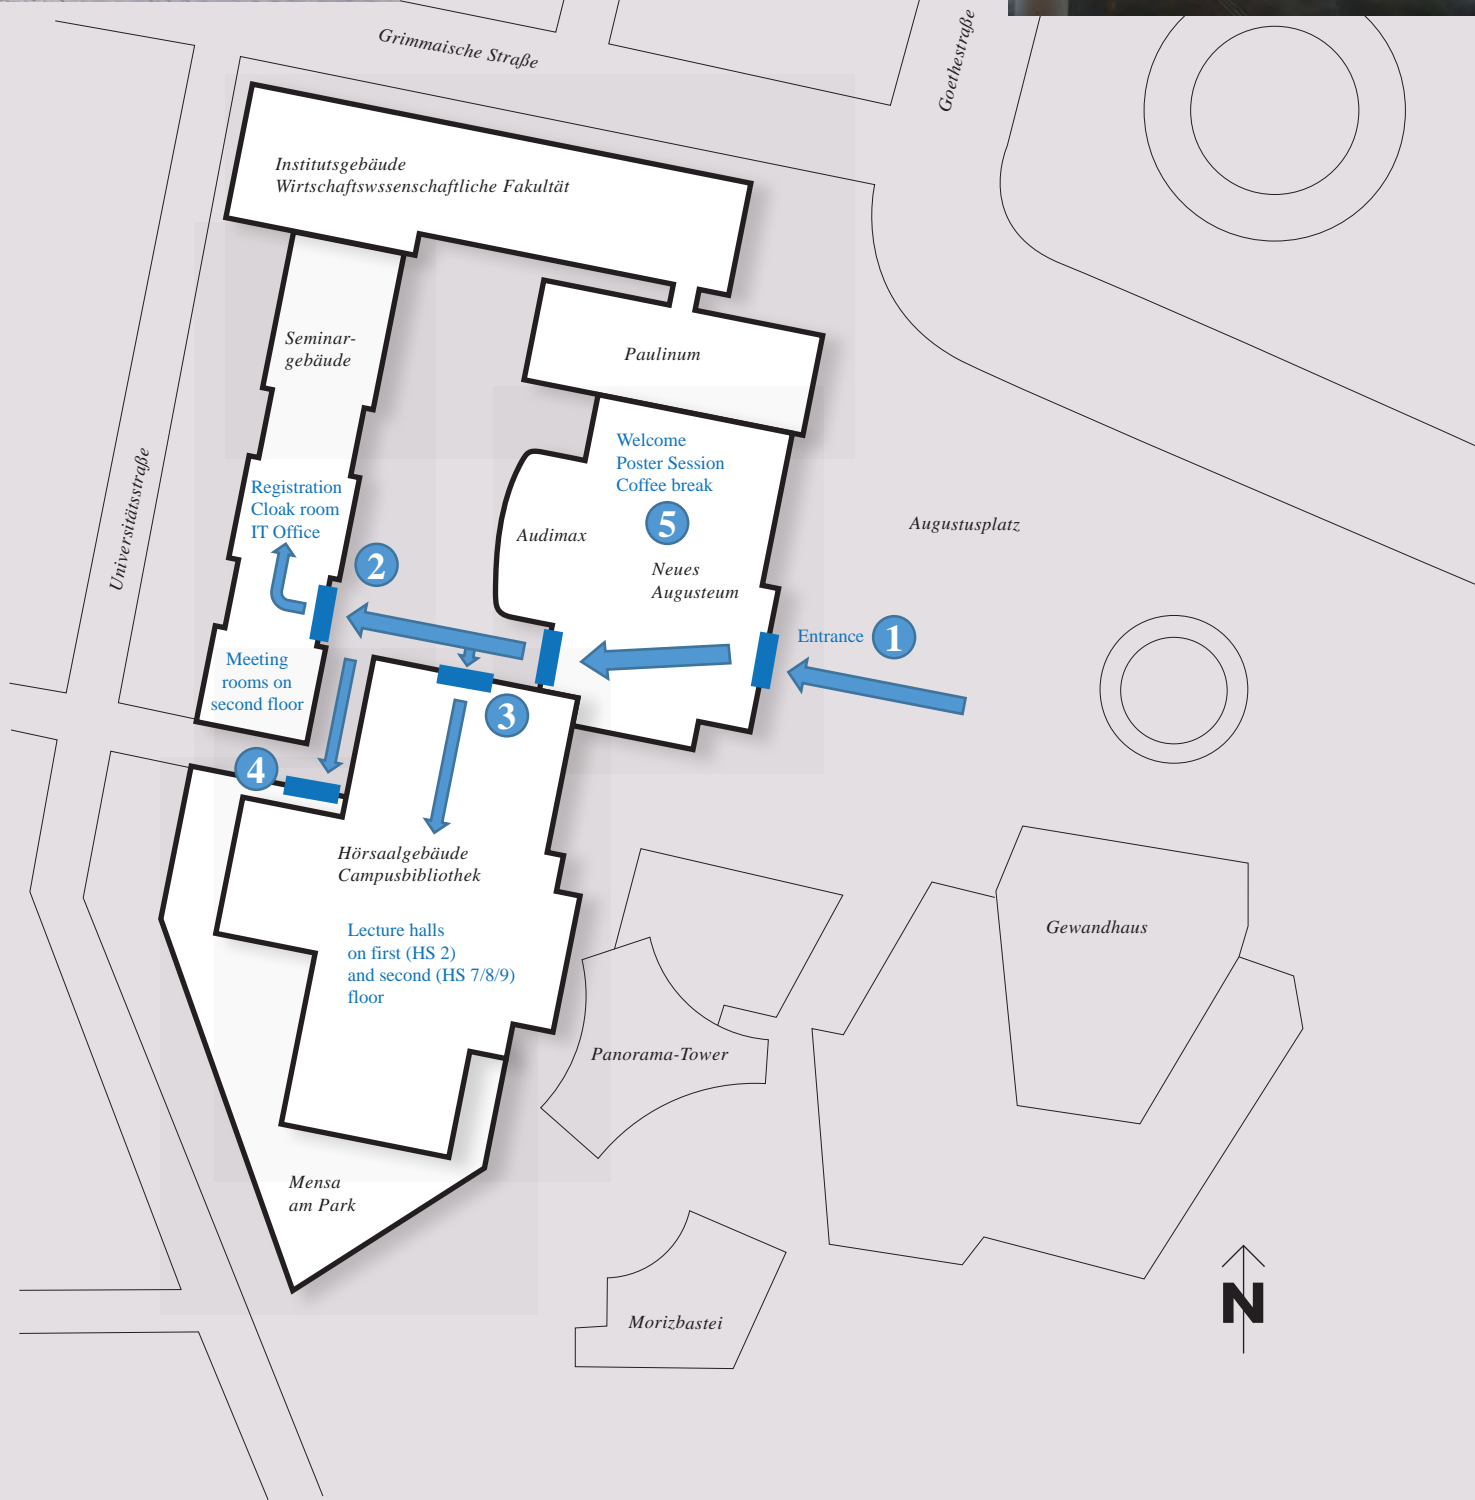 Grimmaische Straße
Goethestraße
Institutsgebäude
Wirtschaftswssenschaftliche Fakultät
Seminar-
gebäude
Paulinum
Welcome
Poster Session
Coffee break
5
Registration
Cloak room
IT Office
Universitätsstraße
Audimax
Augustusplatz
2
Neues
Augusteum
Entrance 1
Meeting
rooms on
second floor
3
4
Hörsaalgebäude
Campusbibliothek
Lecture halls
on first (HS 2)
and second (HS 7/8/9)
floor
Gewandhaus
Panorama-Tower
Mensa
am Park
Morizbastei
N